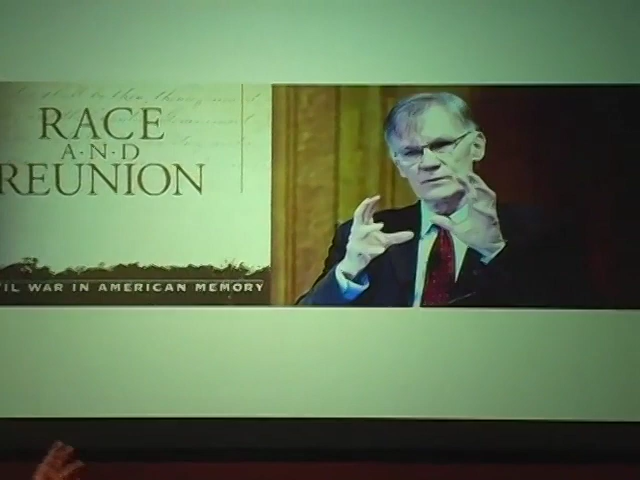 RACE
A·N·D
REUNION
IL WAR IN AMERICAN MEMORY